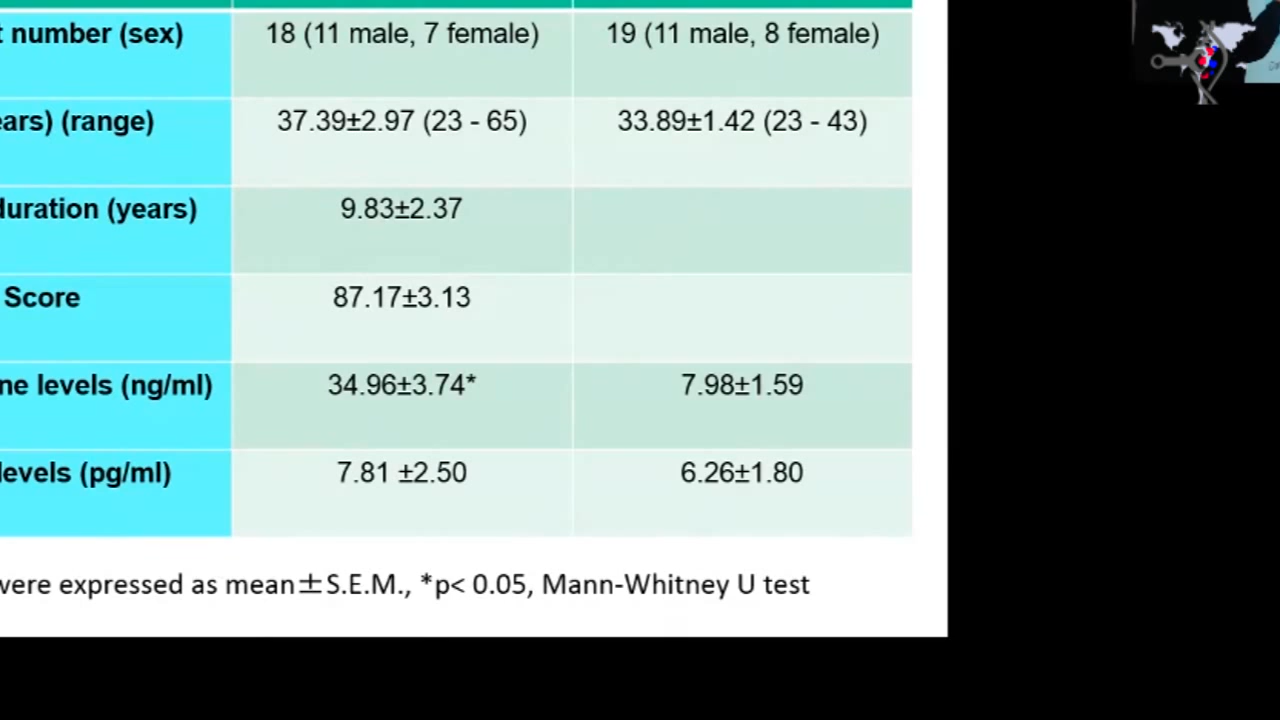 t number (sex) 18 (11 male, 7 female) 19 (11 male, 8 female)
ears) (range) 37.39±2.97 (23 - 65) 33.89±1.42 (23 - 43)
duration (years) 9.83±2.37
Score 87.17±3.13
ne levels (ng/ml) 34.96±3.74* 7.98±1.59
levels (pg/ml) 7.81 ±2.50 6.26±1.80
were expressed as mean±S.E.M., *p< 0.05, Mann-Whitney U test